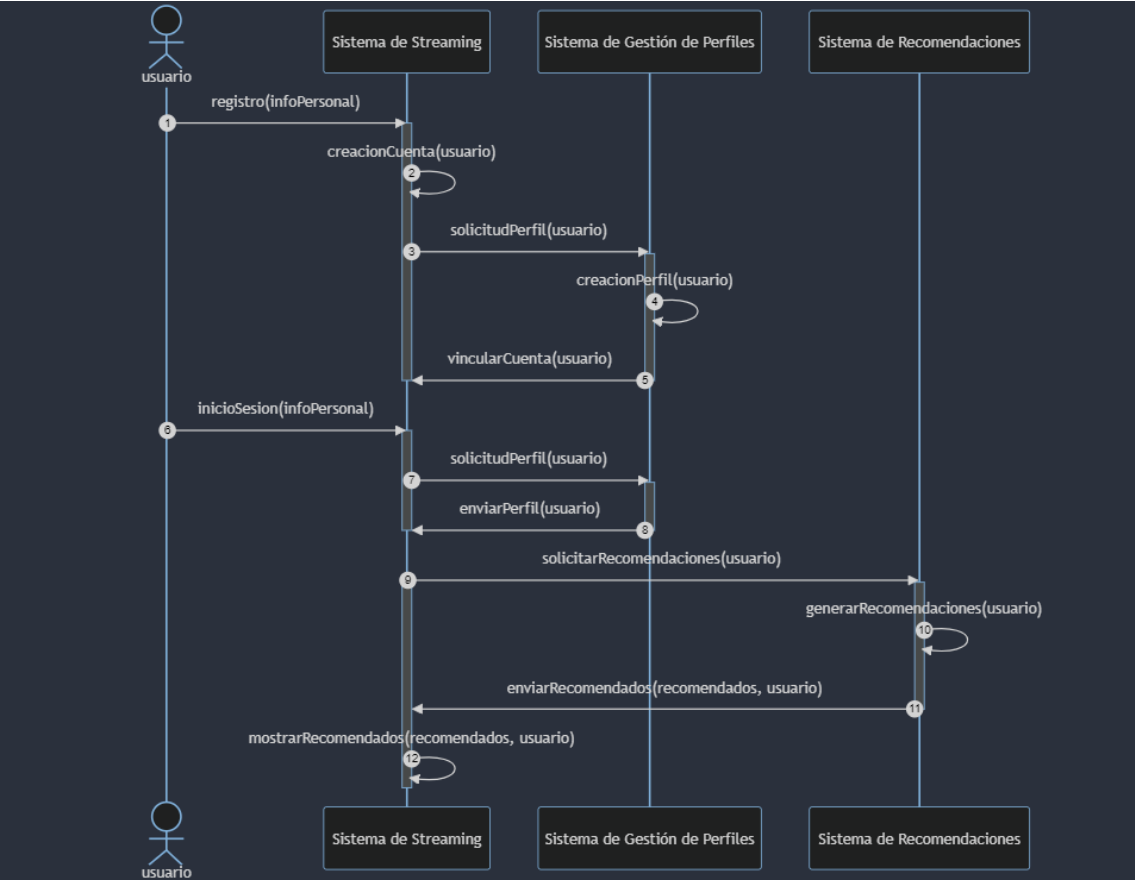 usuario
Sistema de Streaming
Sistema de Gestión de Perfiles
Sistema de Recomendaciones
registro(infoPersonal)
1
creacionCuenta(usuario)
2
solicitudPerfil(usuario)
3
creacionPerfil(usuario)
4
vincularCuenta(usuario)
5
inicioSesion(infoPersonal)
6
solicitudPerfil(usuario)
7
enviarPerfil(usuario)
8
solicitarRecomendaciones(usuario)
9
generarRecomendaciones(usuario)
10
enviarRecomendados(recomendados, usuario)
11
mostrarRecomendados(recomendados, usuario)
12
usuario
Sistema de Streaming
Sistema de Gestión de Perfiles
Sistema de Recomendaciones